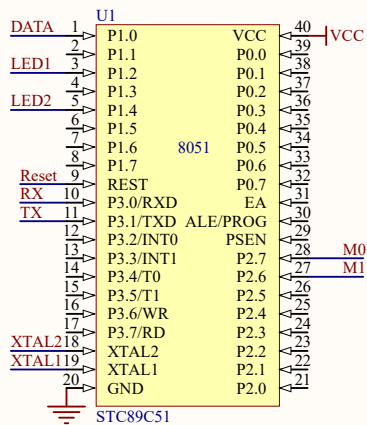 U1
DATA 1 P1.0 VCC 40 VCC
2 P1.1 P0.0 39
LED1 3 P1.2 P0.1 38
4 P1.3 P0.2 37
LED2 5 P1.4 P0.3 36
6 P1.5 P0.4 35
7 P1.6 8051 P0.5 34
8 P1.7 P0.6 33
Reset 9 REST P0.7 32
RX 10 P3.0/RXD EA 31
TX 11 P3.1/TXD ALE/PROG 30
12 P3.2/INT0 PSEN 29
13 P3.3/INT1 P2.7 28 M0
14 P3.4/T0 P2.6 27 M1
15 P3.5/T1 P2.5 26
16 P3.6/WR P2.4 25
17 P3.7/RD P2.3 24
XTAL2 18 XTAL2 P2.2 23
XTAL1 19 XTAL1 P2.1 22
20 GND P2.0 21
STC89C51